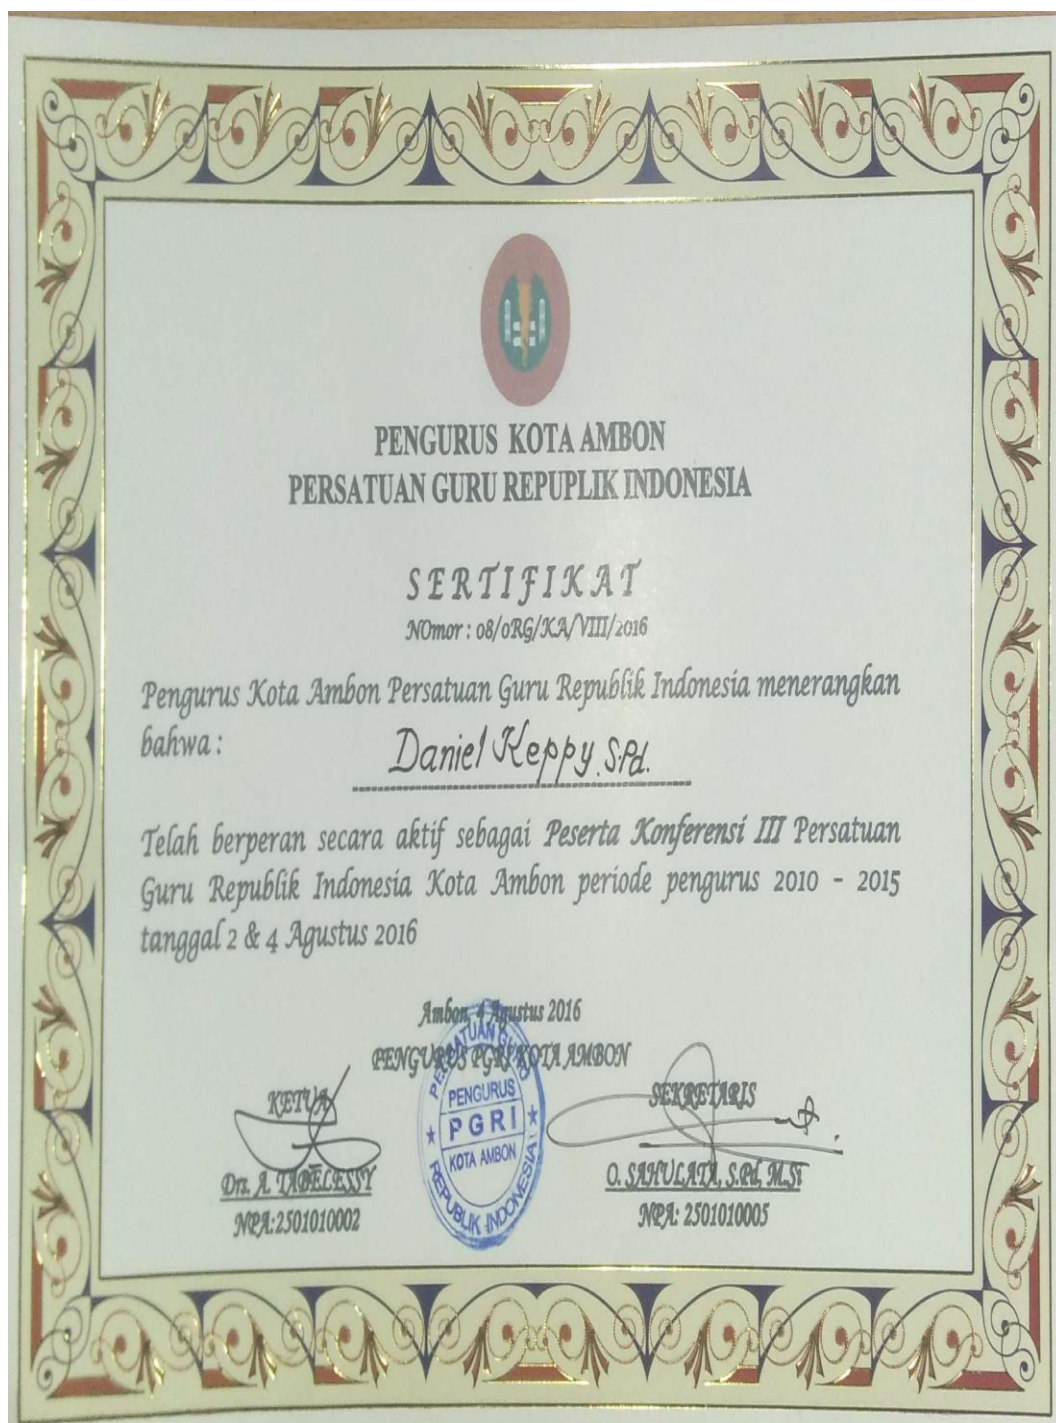 PENGURUS KOTA AMBON
PERSATUAN GURU REPUPLIK INDONESIA
SERTIFIKAT
NOmor : 08/oRG/KA/VIII/2016
Pengurus Kota Ambon Persatuan Guru Republik Indonesia menerangkan
bahwa : Daniel Keppy S.Pd.
Telah berperan secara aktif sebagai Peserta Konferensi III Persatuan
Guru Republik Indonesia Kota Ambon periode pengurus 2010 - 2015
tanggal 2 & 4 Agustus 2016
Ambon, 4 Agustus 2016
PENGURUS PGRI KOTA AMBON
KETUA
SEKRETARIS
PERSATUAN GURU
PENGURUS
PGRI
KOTA AMBON
REPUBLIK INDONESIA
Drs. A. TABELESSY
NPA:2501010002
O. SAHULATA, S.Pd, M.Si
NPA: 2501010005